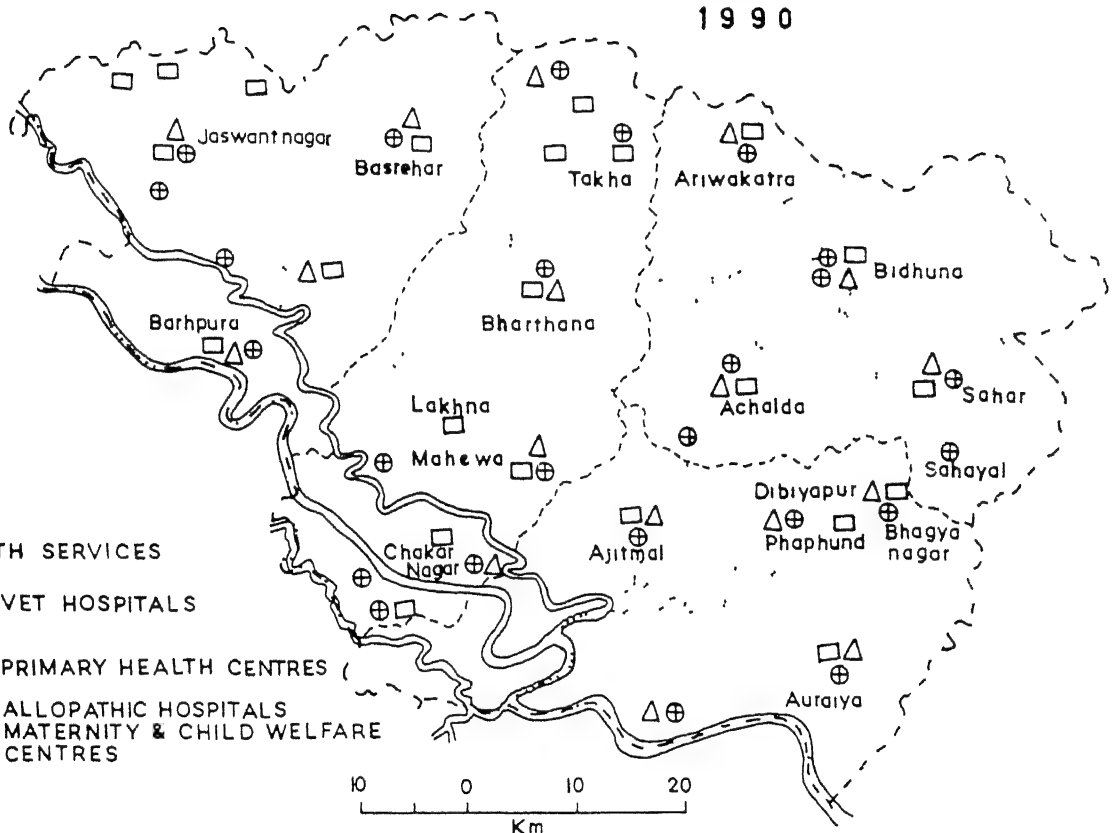 1990
Jaswantnagar
Basrehar
Takha
Ariwakatra
Bidhuna
Bharthana
Barhpura
Achalda
Sahar
Lakhna
Mahewa
Sahayal
Dibiyapur
Phaphund
Bhagya
nagar
Ajitmal
Chakar
Nagar
Auraiya
TH SERVICES
VET HOSPITALS
PRIMARY HEALTH CENTRES
ALLOPATHIC HOSPITALS
MATERNITY & CHILD WELFARE
CENTRES
10 0 10 20
Km